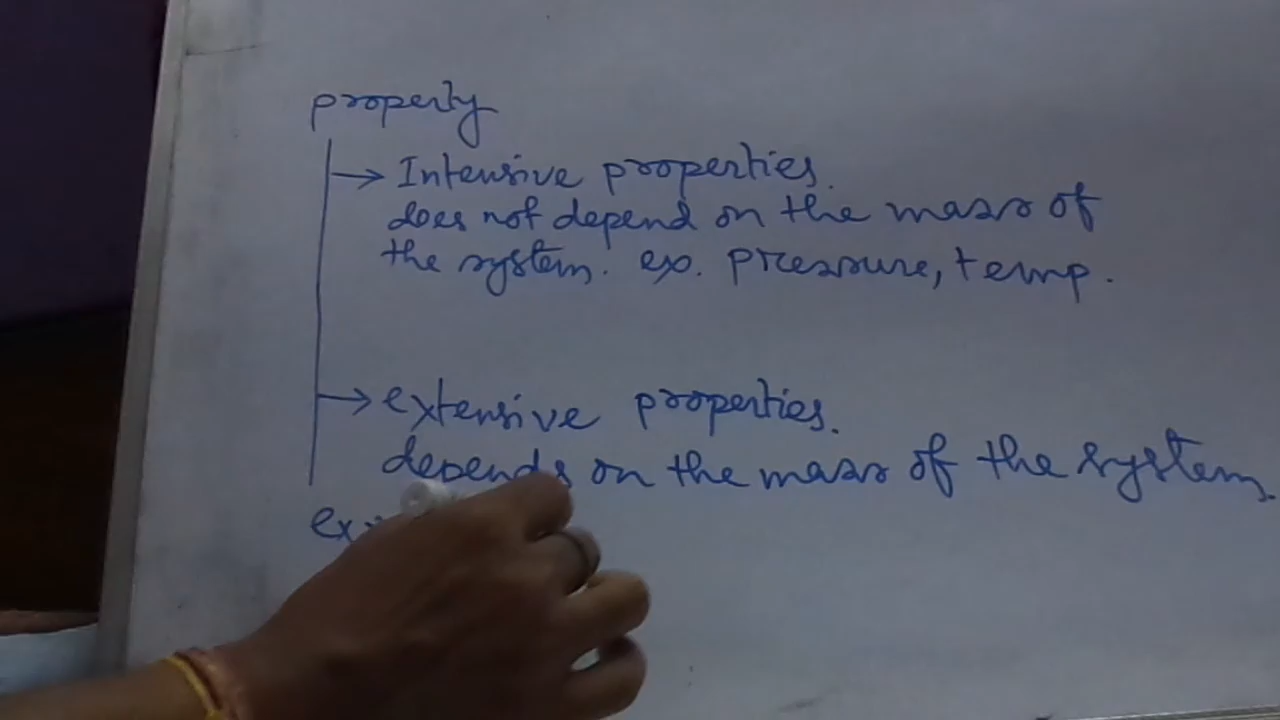 property
→ Intensive properties.
does not depend on the mass of
the system. ex. pressure, temp.
→ extensive properties.
depends on the mass of the system.
ex